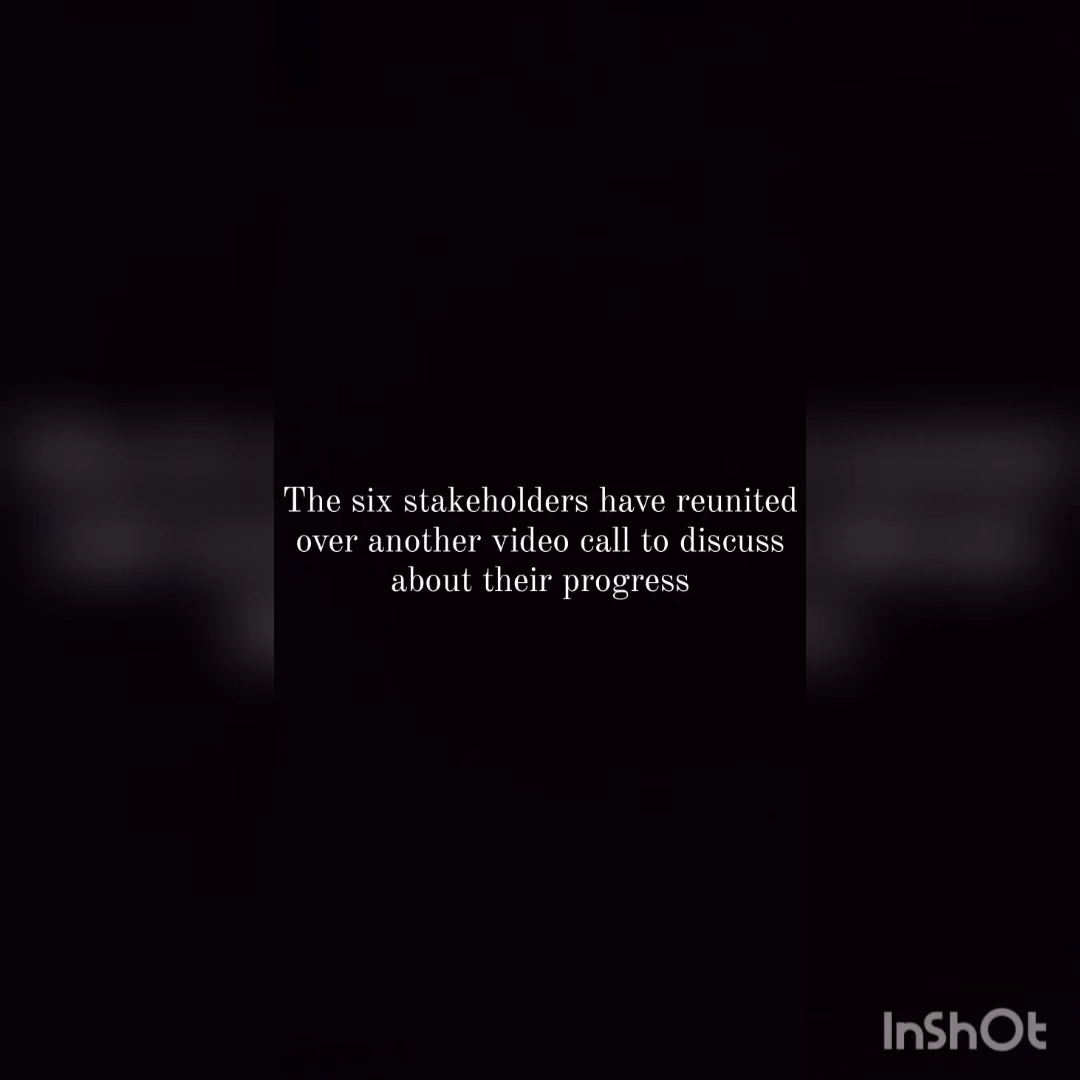 The six stakeholders have reunited
over another video call to discuss
about their progress
InShOt